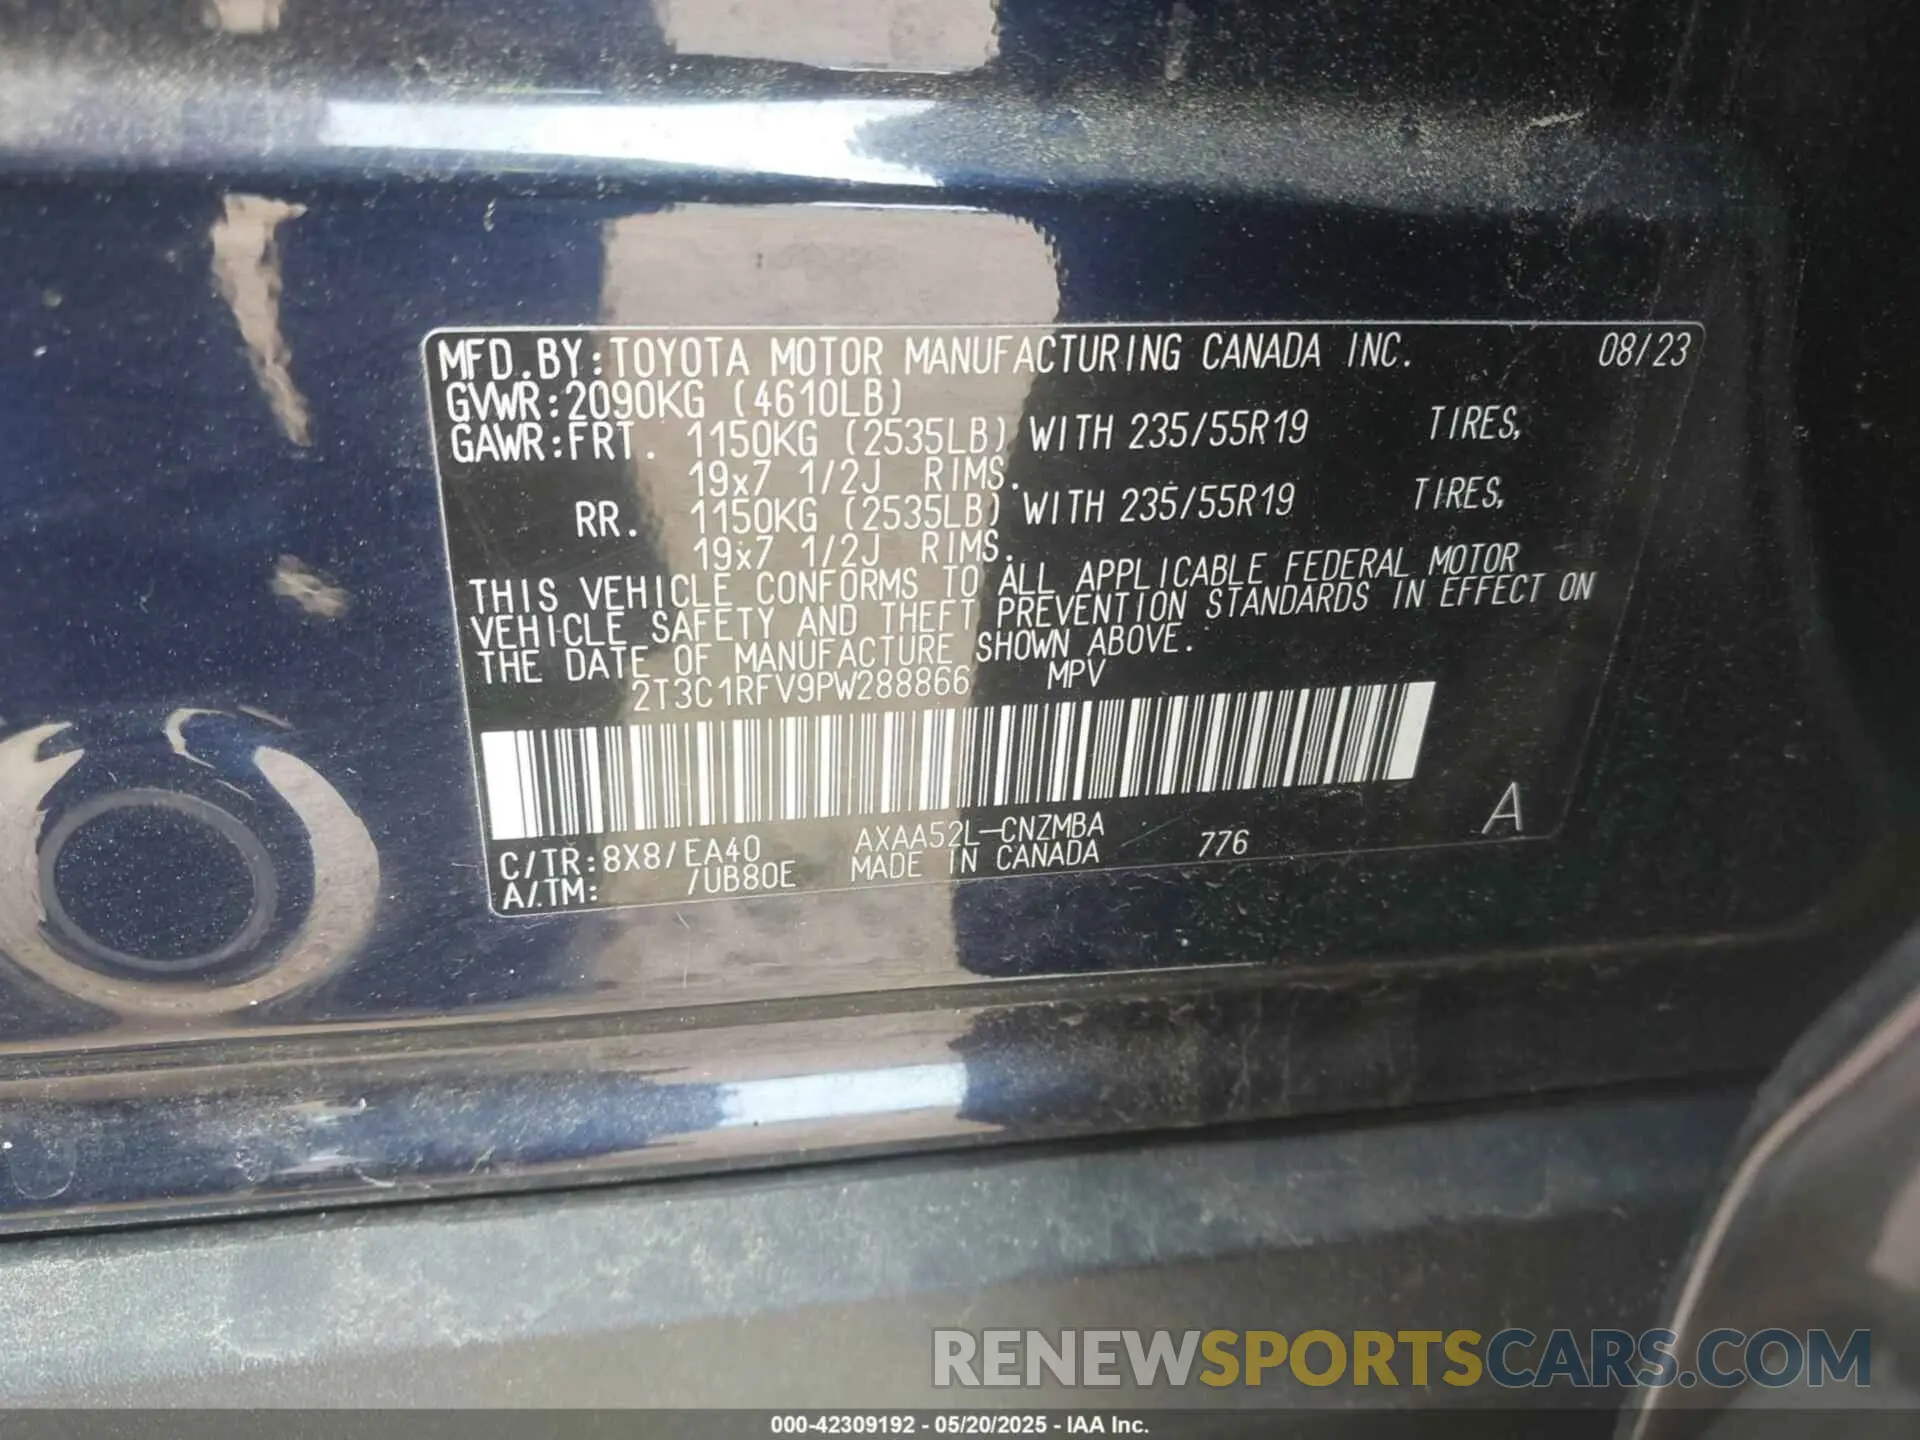 MFD.BY:TOYOTA MOTOR MANUFACTURING CANADA INC. 08/23
GVWR:2090KG (4610LB)
GAWR:FRT. 1150KG (2535LB) WITH 235/55R19 TIRES,
19x7 1/2J RIMS.
RR. 1150KG (2535LB) WITH 235/55R19 TIRES,
19x7 1/2J RIMS.
THIS VEHICLE CONFORMS TO ALL APPLICABLE FEDERAL MOTOR
VEHICLE SAFETY AND THEFT PREVENTION STANDARDS IN EFFECT ON
THE DATE OF MANUFACTURE SHOWN ABOVE.
2T3C1RFV9PW288866 MPV
C/TR:8X8/EA40 AXAA52L-CNZMBA 776 A
A/TM: /UB80E MADE IN CANADA
RENEWSPORTSCARS.COM
000-42309192 - 05/20/2025 - IAA Inc.